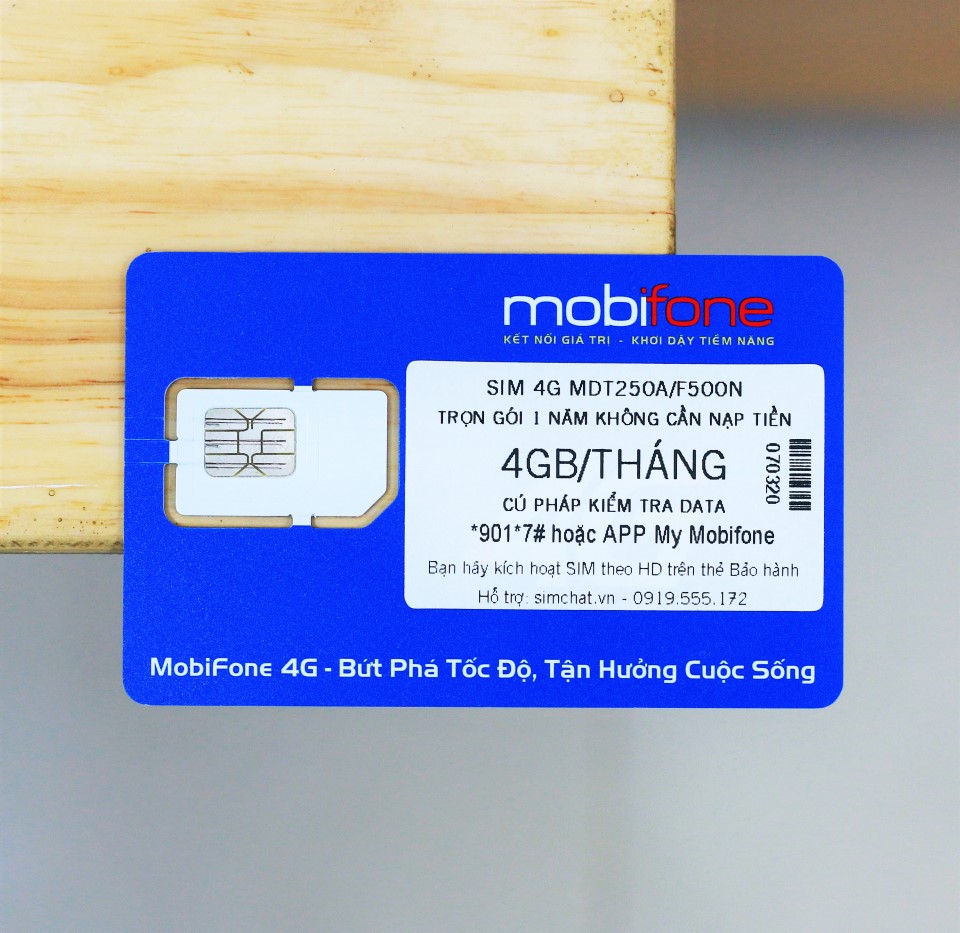 mobifone
KẾT NỐI GIÁ TRỊ - KHƠI DẬY TIỀM NĂNG
SIM 4G MDT250A/F500N
TRỌN GÓI 1 NĂM KHÔNG CẦN NẠP TIỀN
4GB/THÁNG
070320
CÚ PHÁP KIỂM TRA DATA
*901*7# hoặc APP My Mobifone
Bạn hãy kích hoạt SIM theo HD trên thẻ Bảo hành
Hỗ trợ: simchat.vn - 0919.555.172
MobiFone 4G - Bứt Phá Tốc Độ, Tận Hưởng Cuộc Sống